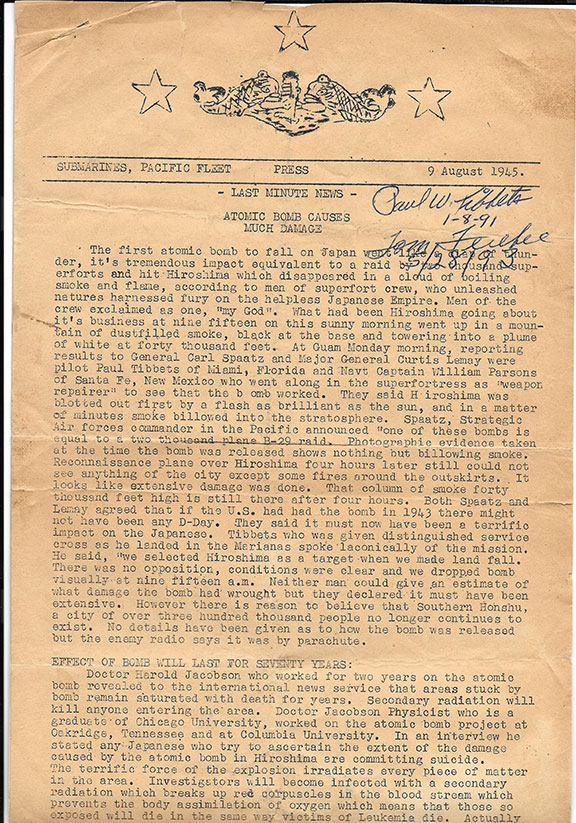 SUBMARINES, PACIFIC FLEET PRESS 9 August 1945.
- LAST MINUTE NEWS -
Paul W. Tibbets
1-8-91
ATOMIC BOMB CAUSES
MUCH DAMAGE
Tom Ferebee
The first atomic bomb to fall on Japan went of
der, it's tremendous impact equivalent to a raid by two thousand sup-
erforts and hit Hiroshima which disappeared in a cloud of boiling
smoke and flame, according to men of superfort crew, who unleashed
natures harnessed fury on the helpless Japanese Empire. Men of the
crew exclaimed as one, "my God". What had been Hiroshima going about
it's business at nine fifteen on this sunny morning went up in a moun-
tain of dustfilled smoke, black at the base and towering into a plume
of white at forty thousand feet. At Guam Monday morning, reporting
results to General Carl Spaatz and Major General Curtis Lemay were
pilot Paul Tibbets of Miami, Florida and Navt Captain William Parsons
of Santa Fe, New Mexico who went along in the superfortress as "weapon
repairer" to see that the b omb worked. They said H iroshima was
blotted out first by a flash as brilliant as the sun, and in a matter
of minutes smoke billowed into the stratosphere. Spaatz, Strategic
Air forces commander in the Pacific announced "one of these bombs is
equal to a two thousand plane B-29 raid. Photographic evidence taken
at the time the bomb was released shows nothing but billowing smoke.
Reconnaissance plane over Hiroshima four hours later still could not
see anything of the city except some fires around the outskirts. It
looks like extensive damage was done. That column of smoke forty
thousand feet high is still there after four hours. Both Spaatz and
Lemay agreed that if the U.S. had had the bomb in 1943 there might
not have been any D-Day. They said it must now have been a terrific
impact on the Japanese. Tibbets who was given distinguished service
cross as he landed in the Marianas spoke laconically of the mission.
He said, "we selected Hiroshima as a target when we made land fall.
There was no opposition, conditions were clear and we dropped bomb
visually at nine fifteen a.m. Neither man could give an estimate of
what damage the bomb had wrought but they declared it must have been
extensive. However there is reason to believe that Southern Honshu,
a city of over three hundred thousand people no longer continues to
exist. No details have been given as to how the bomb was released
but the enemy radio says it was by parachute.
EFFECT OF BOMB WILL LAST FOR SEVENTY YEARS:
Doctor Harold Jacobson who worked for two years on the atomic
bomb revealed to the international news service that areas stuck by
bomb remain saturated with death for years. Secondary radiation will
kill anyone entering the area. Doctor Jacobson Physicist who is a
graduate of Chicago University, worked on the atomic bomb project at
Oakridge, Tennessee and at Columbia University. In an interview he
stated any Japanese who try to ascertain the extent of the damage
caused by the atomic bomb in Hiroshima are committing suicide.
The terrific force of the explosion irradiates every piece of matter
in the area. Investigators will become infected with a secondary
radiation which breaks up red corpuscles in the blood stream which
prevents the body assimilation of oxygen which means that those so
exposed will die in the same way victims of Leukemia die. Actually